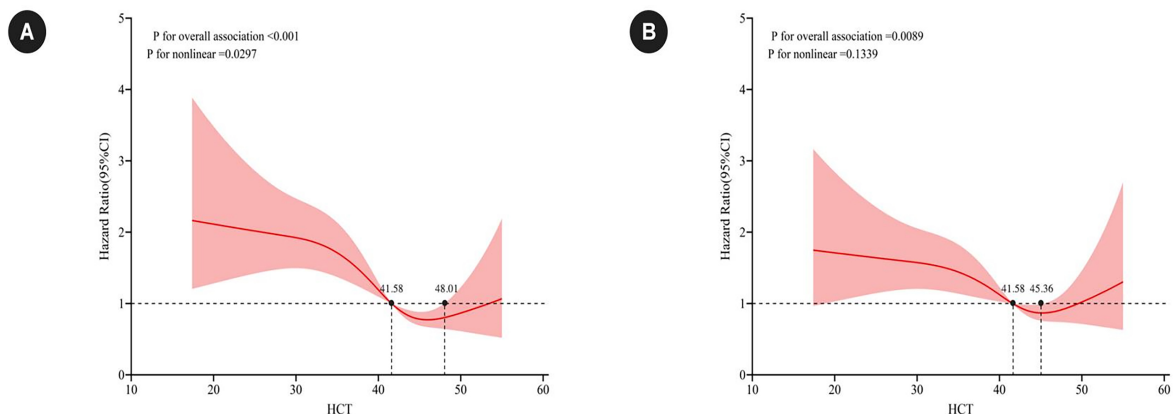 A
P for overall association <0.001
P for nonlinear =0.0297
Hazard Ratio(95%CI)
5
4
3
2
1
0
41.58
48.01
10 20 30 40 50 60
HCT
B
P for overall association =0.0089
P for nonlinear =0.1339
Hazard Ratio(95%CI)
5
4
3
2
1
0
41.58
45.36
10 20 30 40 50 60
HCT